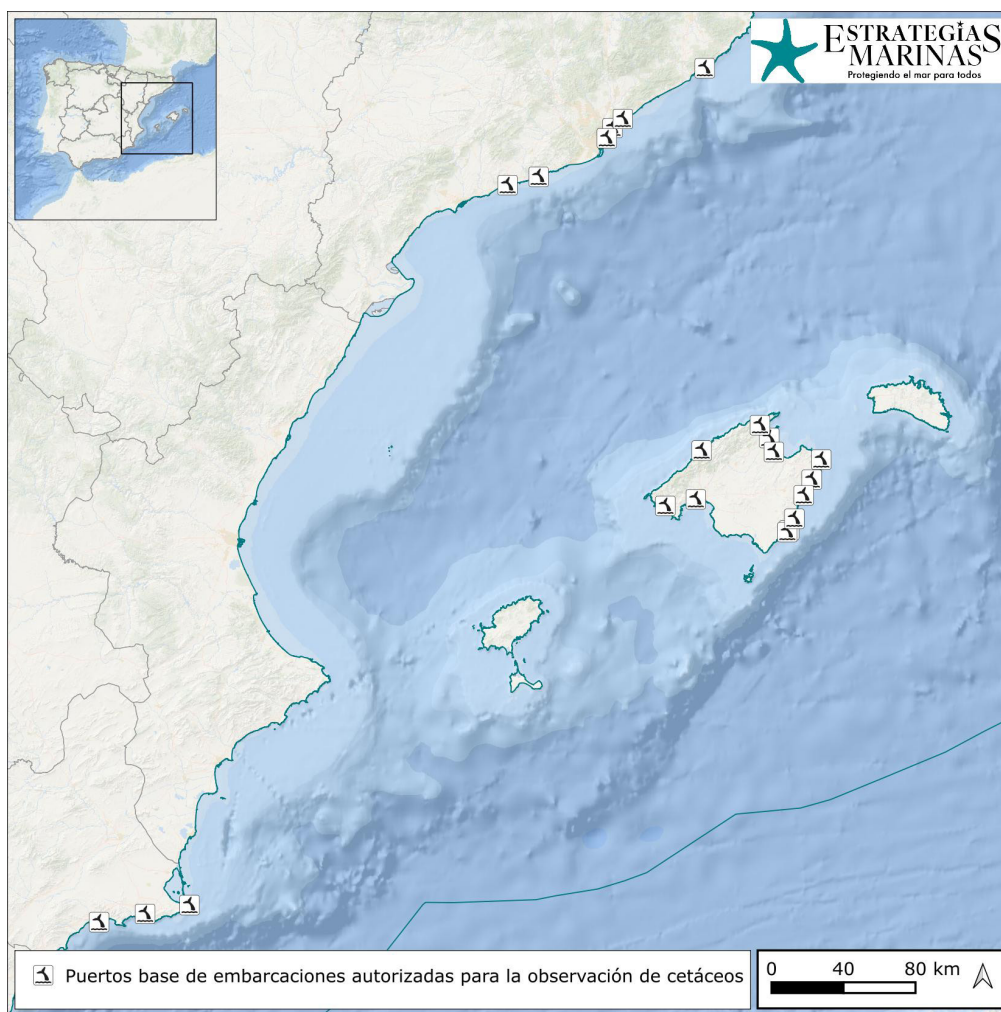 ESTRATEGIAS
MARINAS
Protegiendo el mar para todos
Puertos base de embarcaciones autorizadas para la observación de cetáceos
0 40 80 km